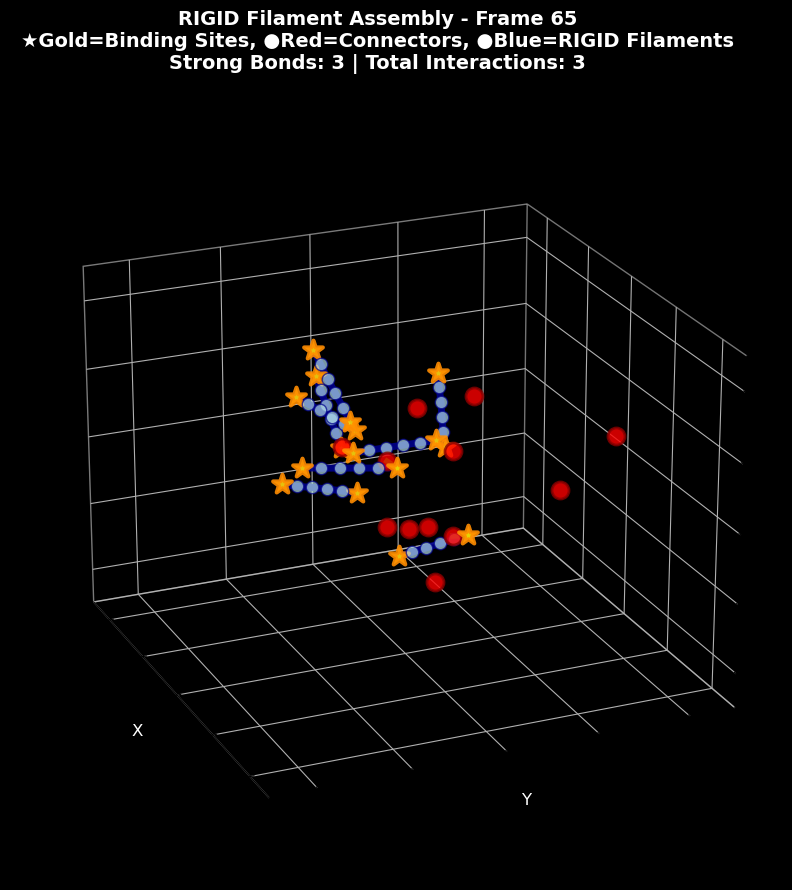 RIGID Filament Assembly - Frame 65
★Gold=Binding Sites, ●Red=Connectors, ●Blue=RIGID Filaments
Strong Bonds: 3 | Total Interactions: 3
X
Y